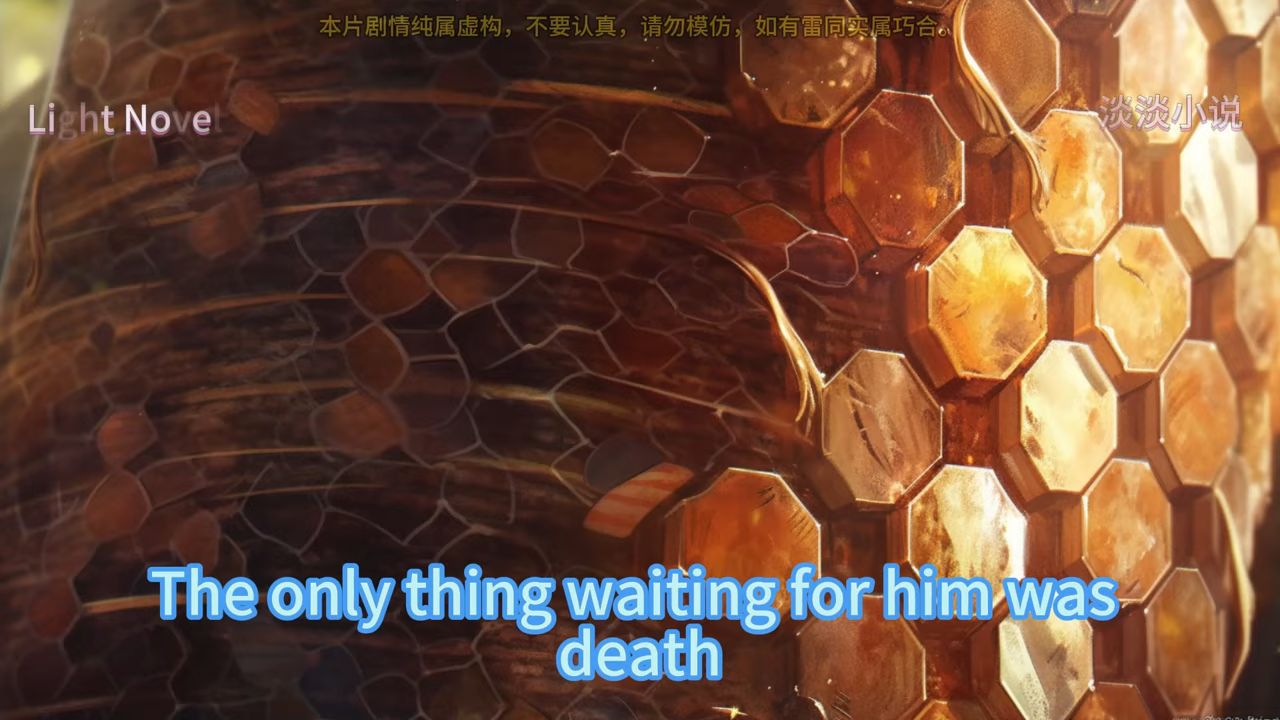 本片剧情纯属虚构，不要认真，请勿模仿，如有雷同实属巧合。
Light Novel
淡淡小说
The only thing waiting for him was
death